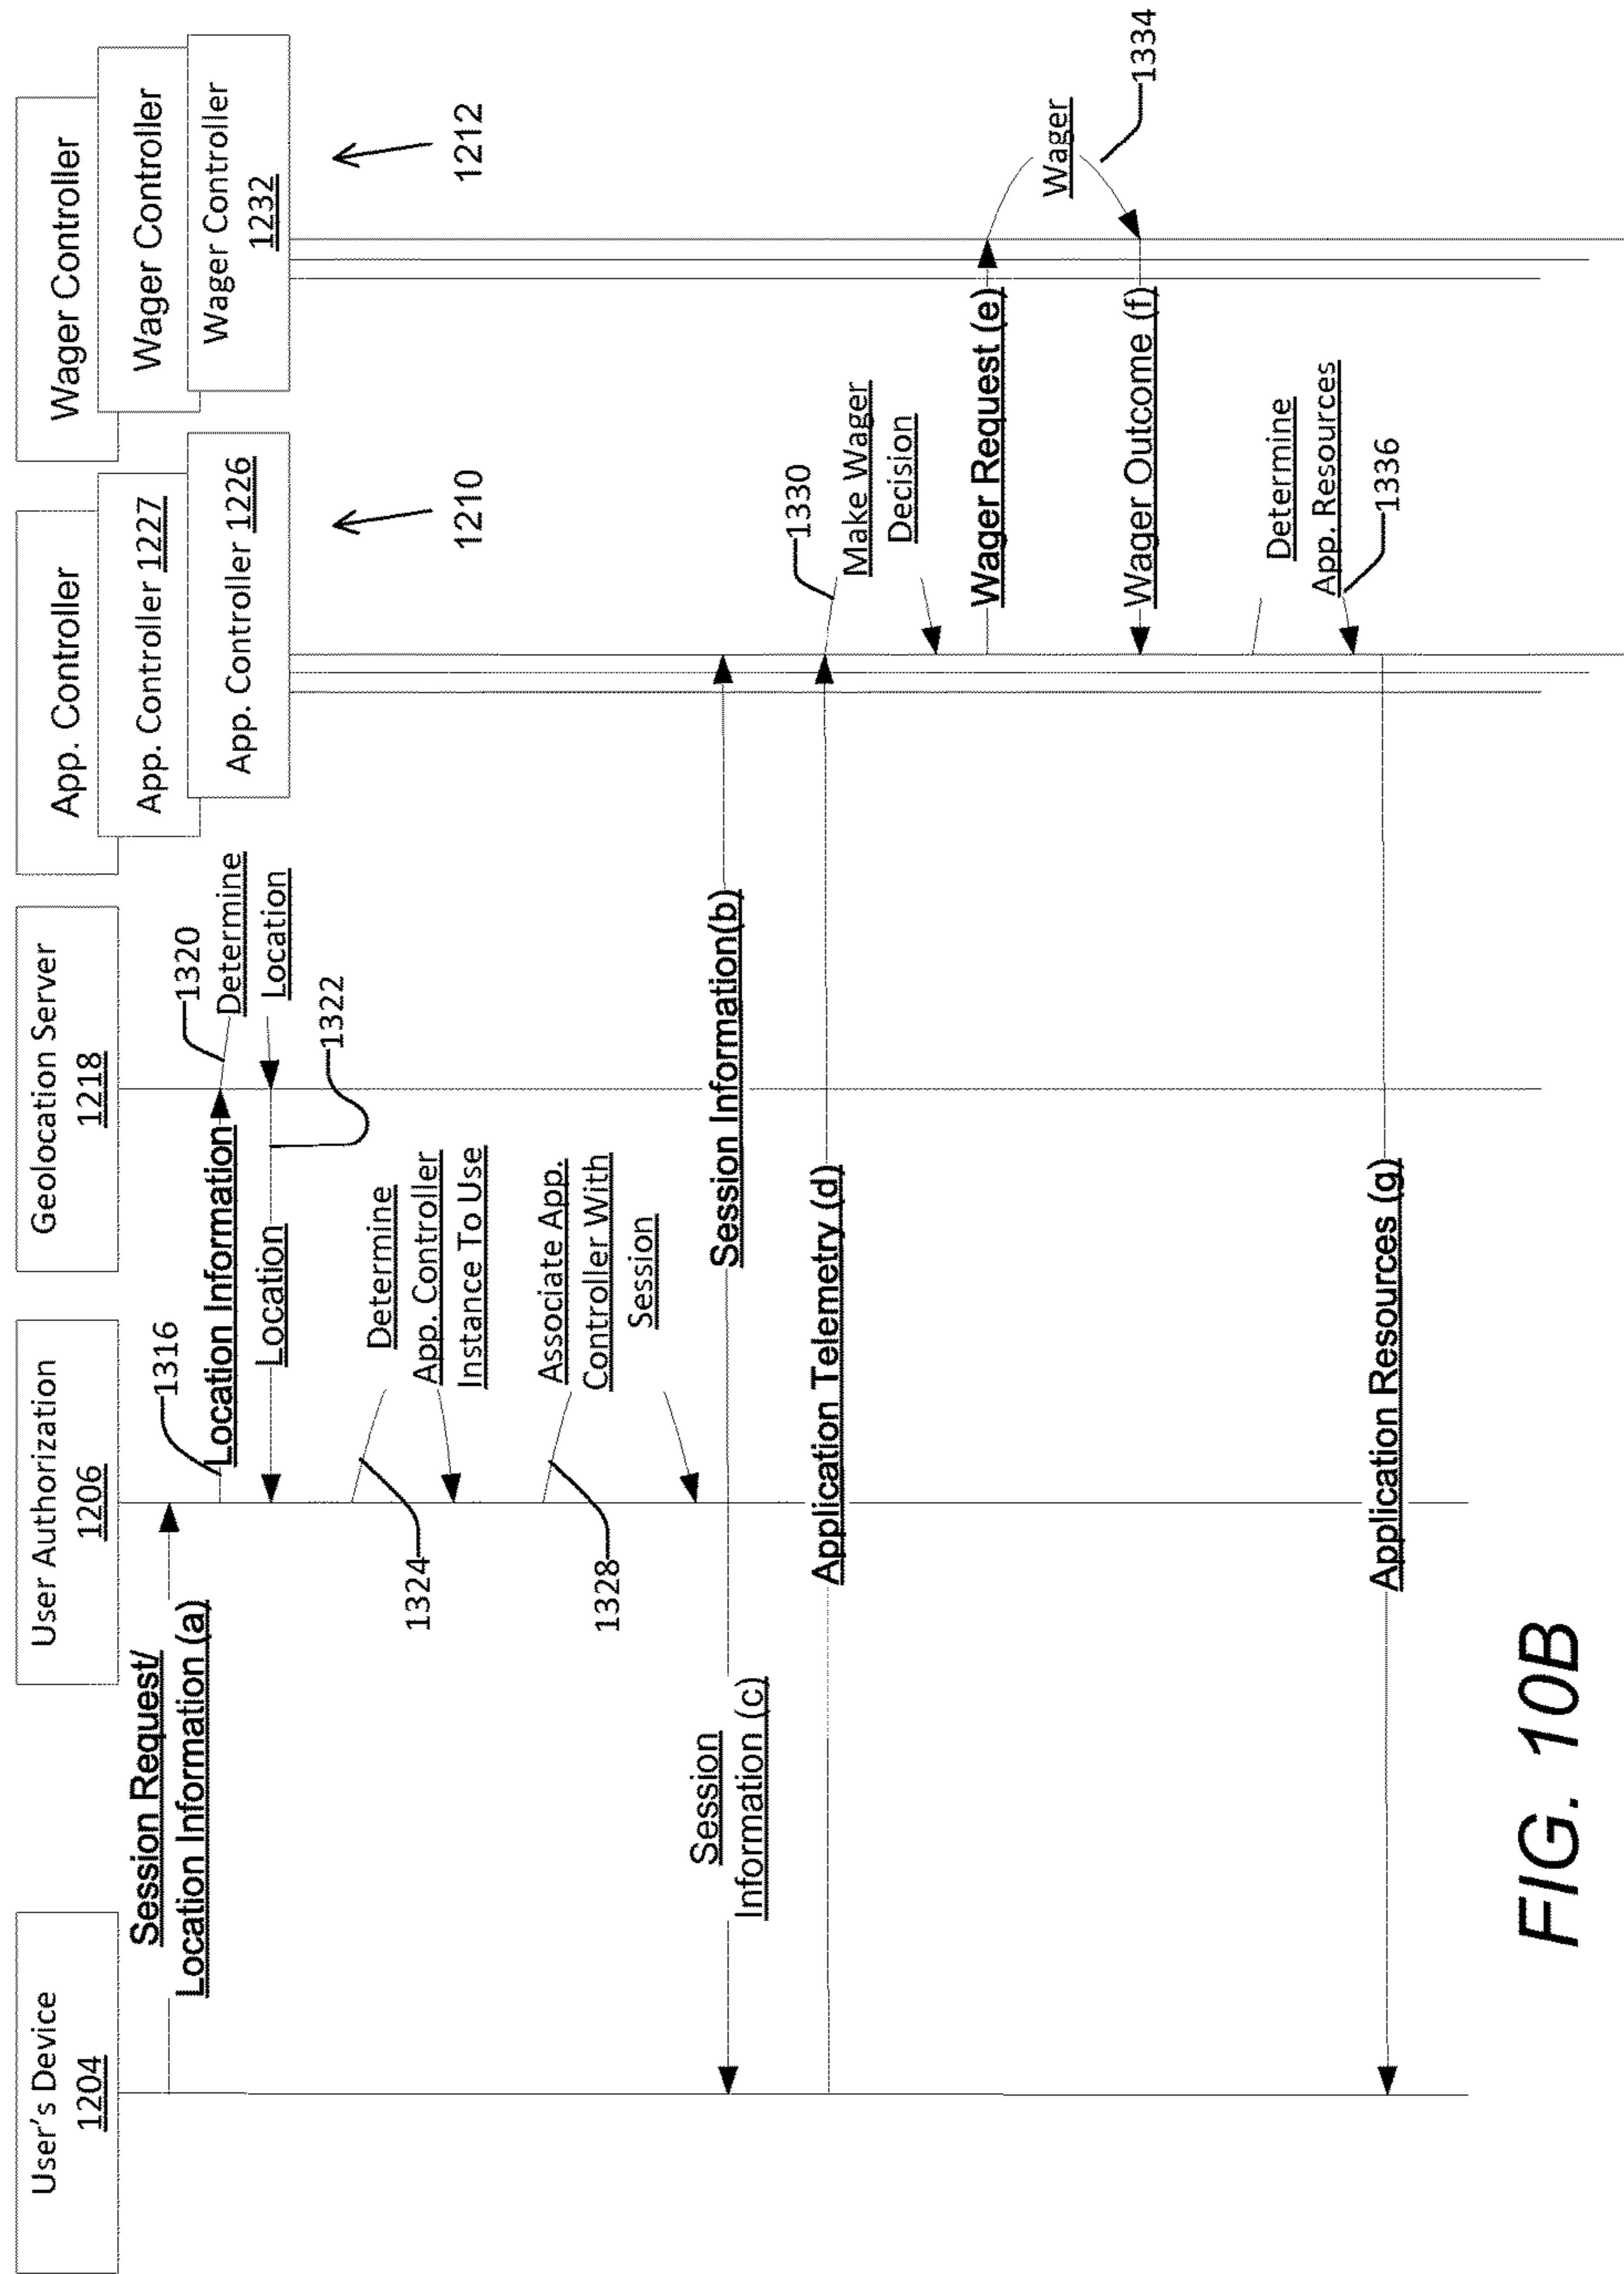 User's Device
1204
User Authorization
1206
Geolocation Server
1218
App. Controller
App. Controller 1227
App. Controller 1226
1210
Wager Controller
Wager Controller
Wager Controller
1232
1212
Session Request/
Location Information (a)
1316
Location Information
1320
Determine
Location
1322
Location
1324
Determine
App. Controller
Instance To Use
1328
Associate App.
Controller With
Session
Session Information(b)
Session
Information (c)
Application Telemetry (d)
1330
Make Wager
Decision
Wager Request (e)
Wager
1334
Wager Outcome (f)
Determine
App. Resources
1336
Application Resources (g)
FIG. 10B